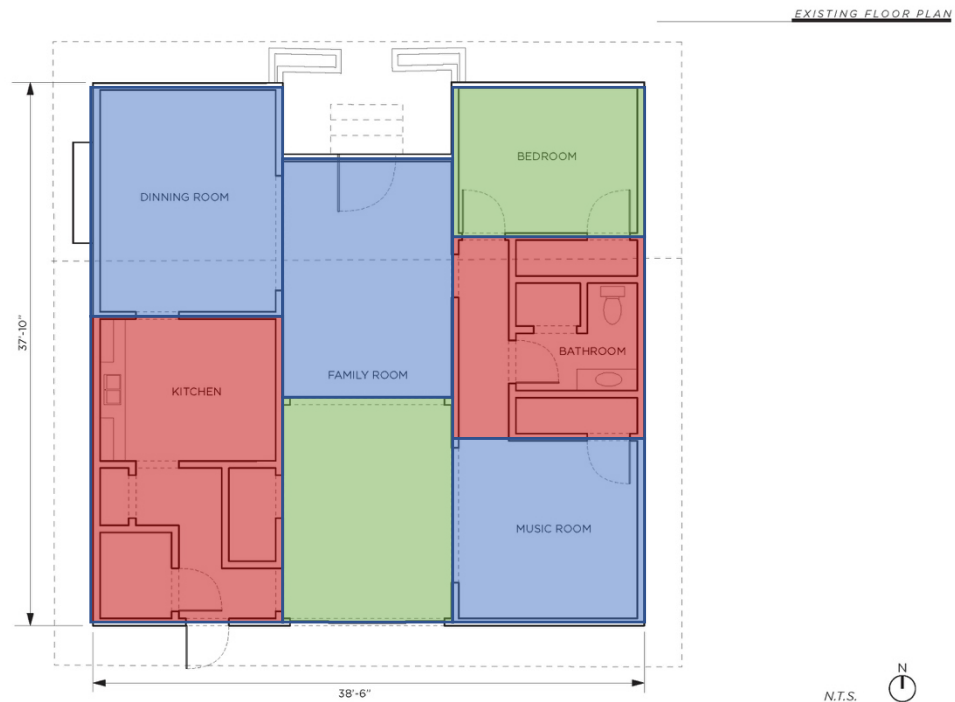 EXISTING FLOOR PLAN
BEDROOM
DINNING ROOM
37'-10"
BATHROOM
FAMILY ROOM
KITCHEN
MUSIC ROOM
N
38'-6"
N.T.S.